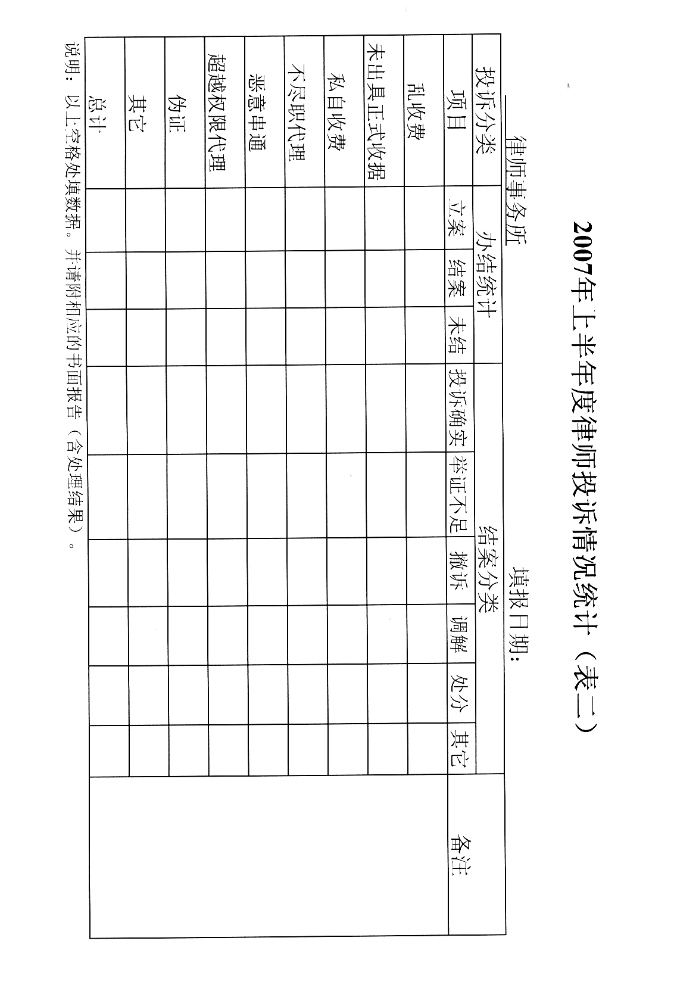 2007年上半年度律师投诉情况统计（表二）
律师事务所 填报日期：
投诉分类 办结统计 结案分类 备注
项目 立案 结案 未结 投诉确实 举证不足 撤诉 调解 处分 其它
乱收费
未出具正式收据
私自收费
不尽职代理
恶意串通
超越权限代理
伪证
其它
总计
说明：以上空格处填数据。并请附相应的书面报告（含处理结果）。